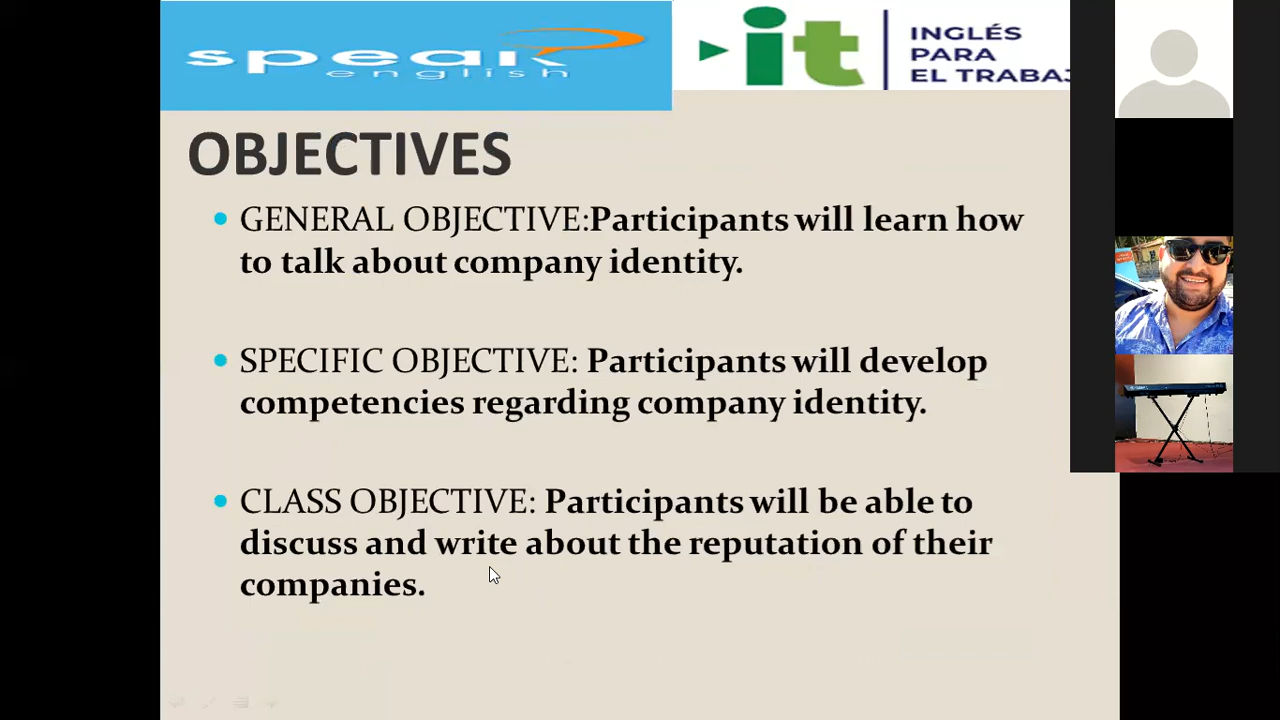 speak
english
it
INGLÉS
PARA
EL TRABAJ
OBJECTIVES
GENERAL OBJECTIVE:Participants will learn how
to talk about company identity.
SPECIFIC OBJECTIVE: Participants will develop
competencies regarding company identity.
CLASS OBJECTIVE: Participants will be able to
discuss and write about the reputation of their
companies.